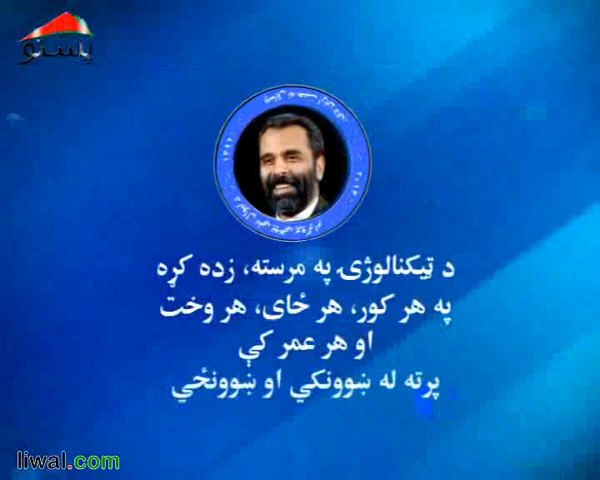 پښتو
د ټیکنالوژۍ په مرسته، زده کړه
په هر کور، هر ځای، هر وخت
او هر عمر کې
پرته له ښوونکي او ښوونځي
liwal.com